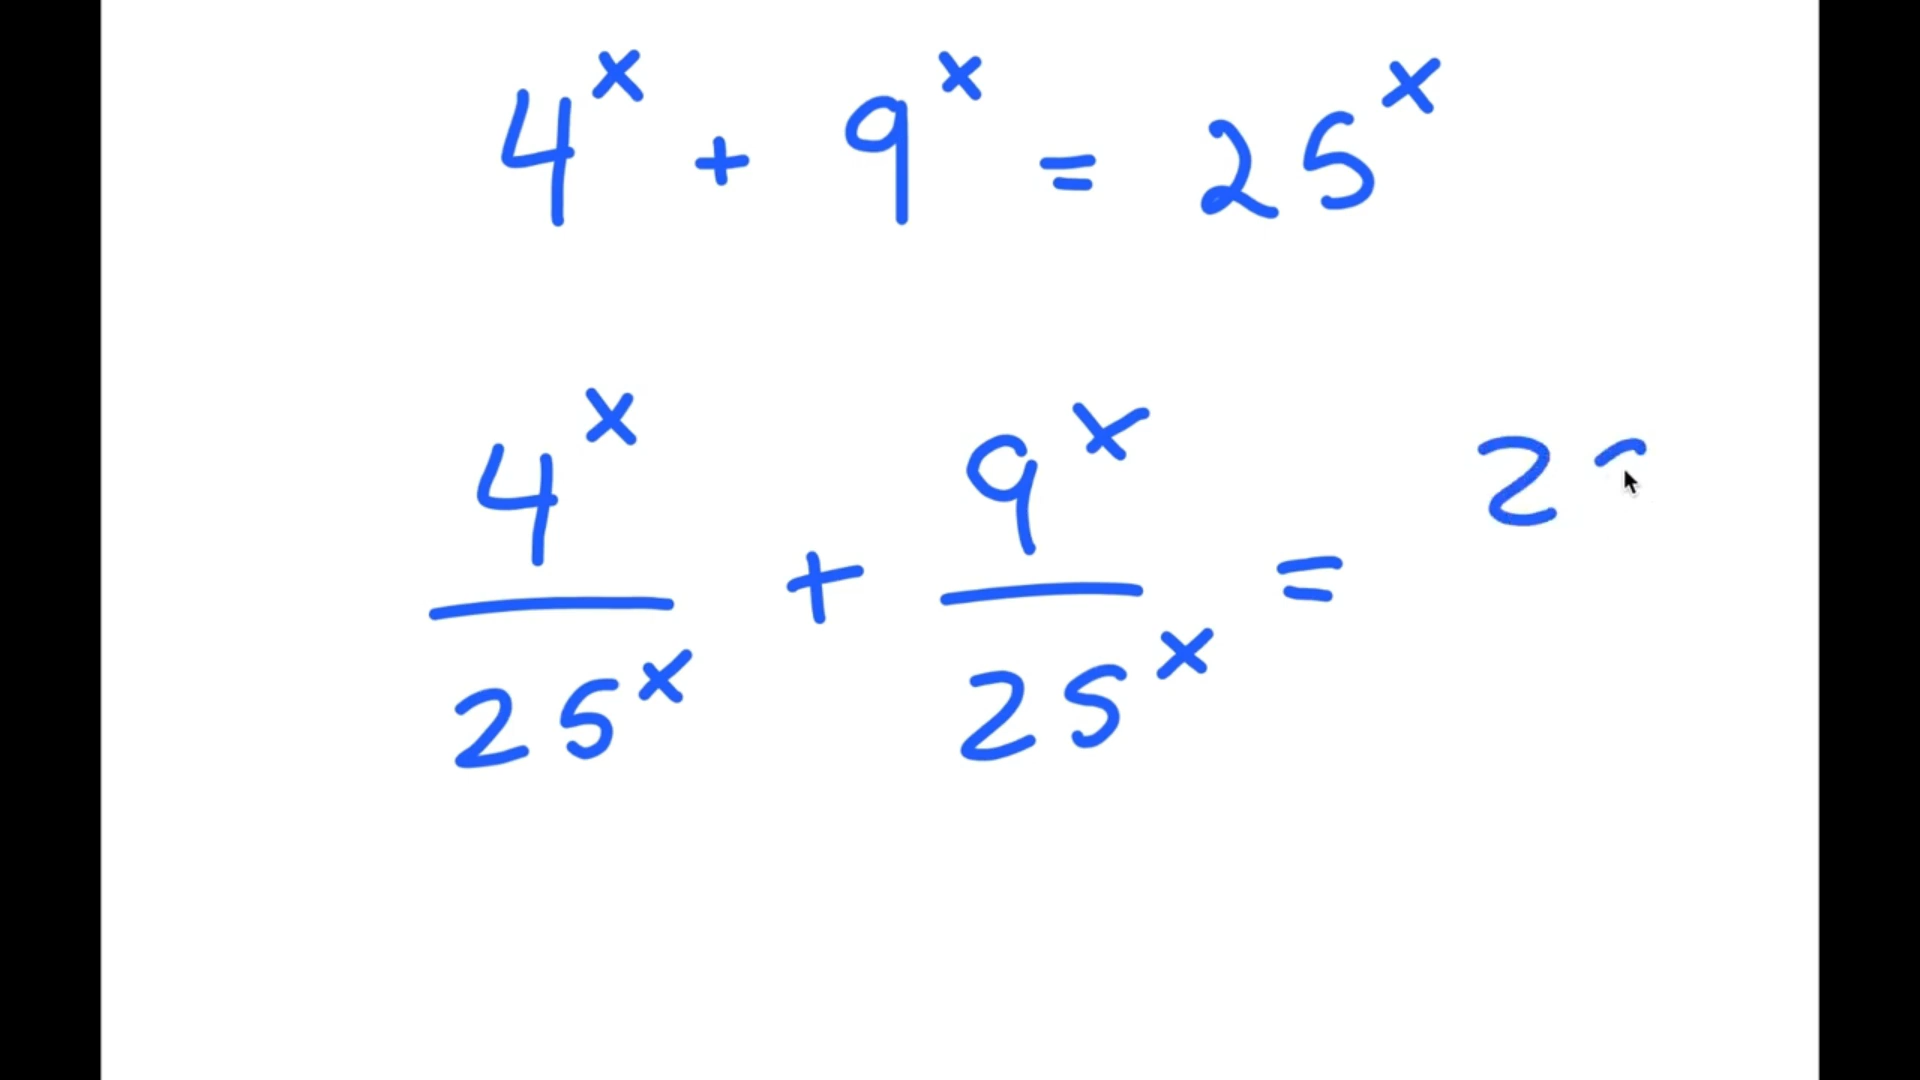 4^x + 9^x = 25^x
4^x/25^x + 9^x/25^x = 2